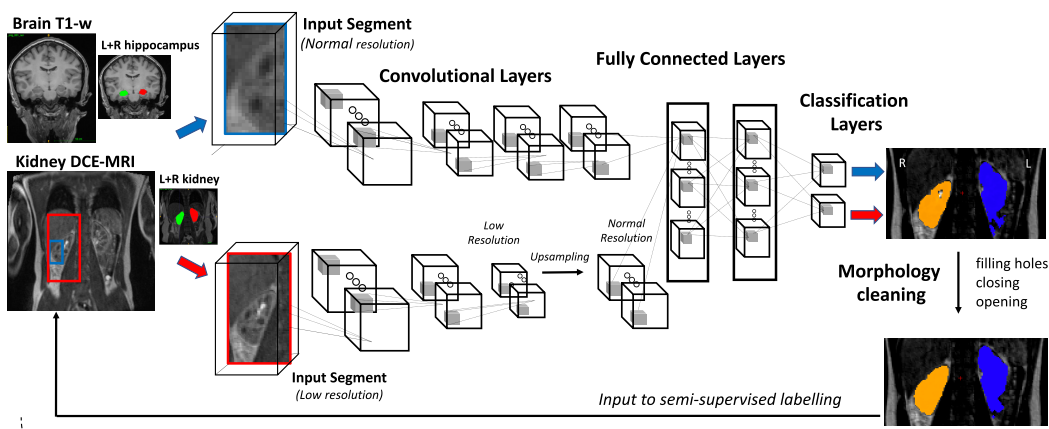 Brain T1-w
L+R hippocampus
Input Segment
(Normal resolution)
Convolutional Layers
Fully Connected Layers
Classification
Layers
Kidney DCE-MRI
L+R kidney
R
L
Low
Resolution
Upsampling
Normal
Resolution
Morphology
cleaning
filling holes
closing
opening
Input Segment
(Low resolution)
Input to semi-supervised labelling